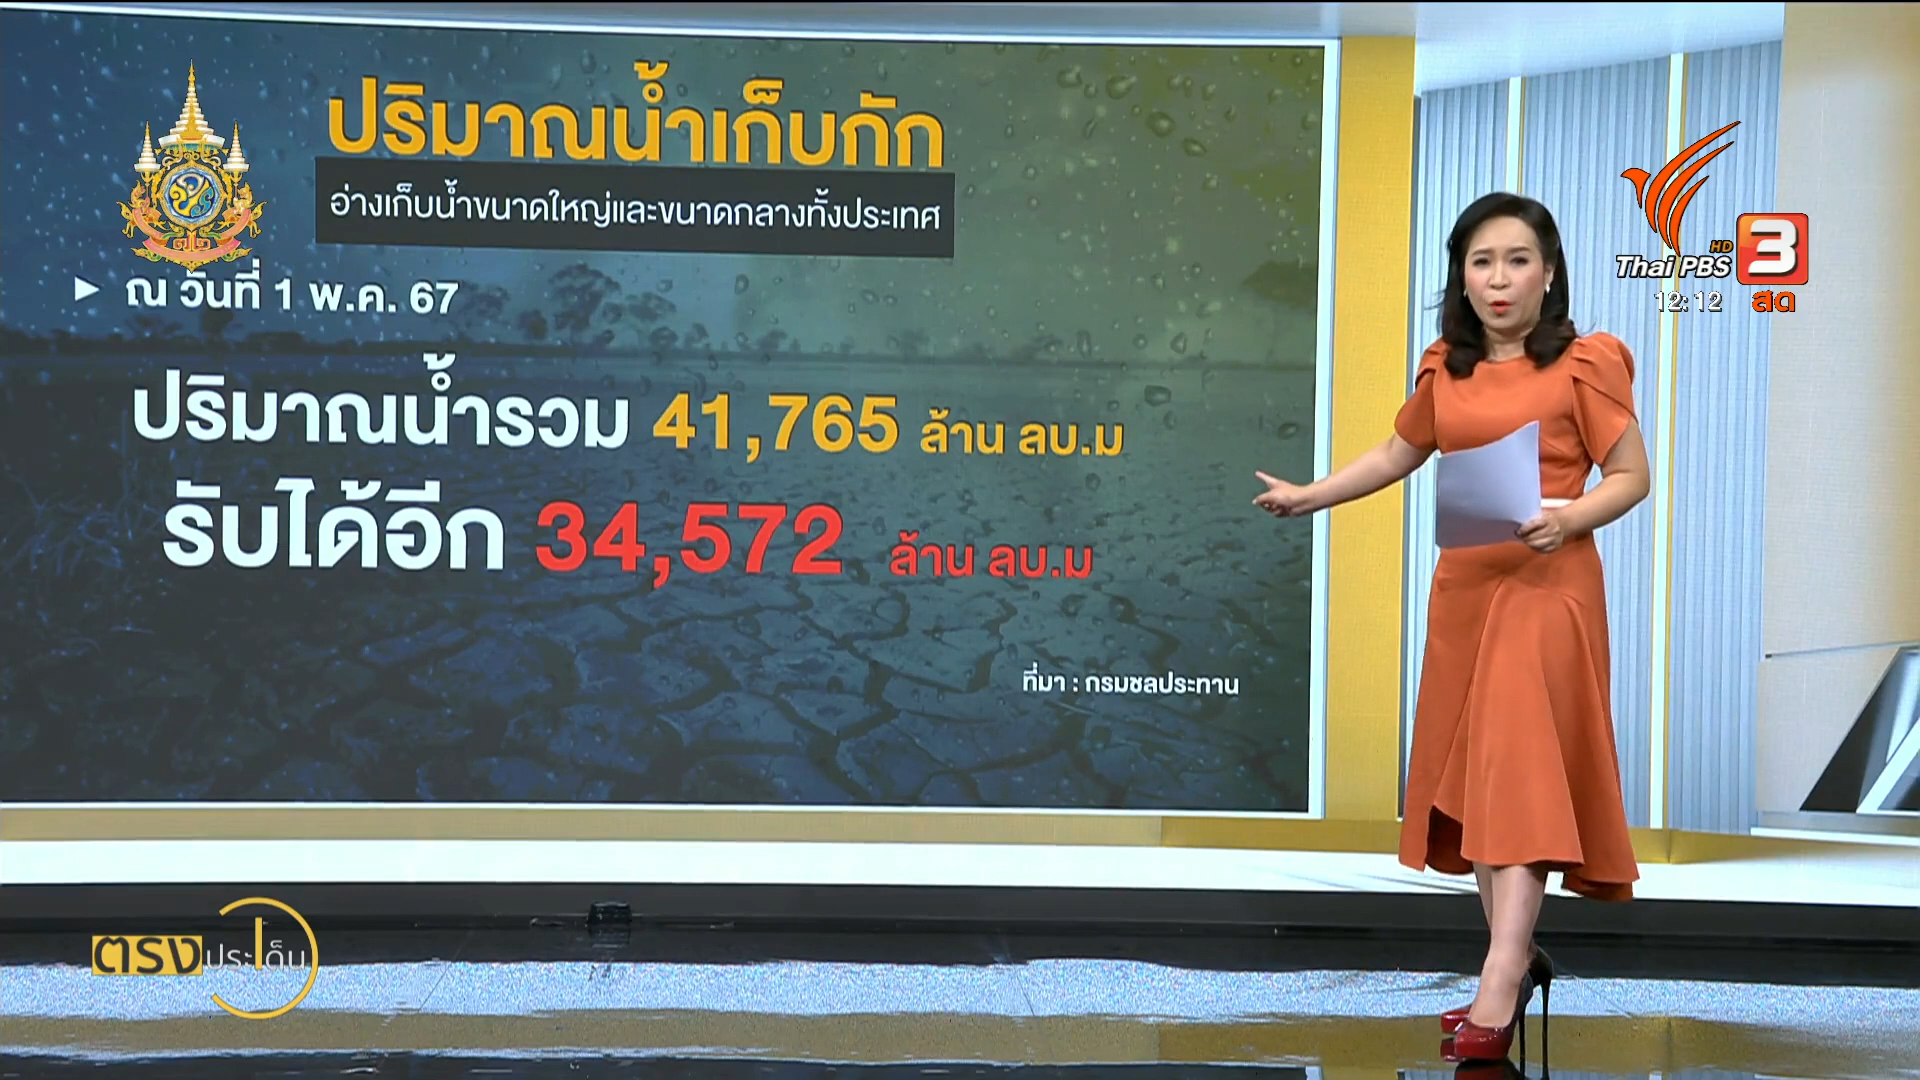 ปริมาณน้ำเก็บกัก
อ่างเก็บน้ำขนาดใหญ่และขนาดกลางทั้งประเทศ
ณ วันที่ 1 พ.ค. 67
ปริมาณน้ำรวม 41,765 ล้าน ลบ.ม
รับได้อีก 34,572 ล้าน ลบ.ม
ที่มา : กรมชลประทาน
HD
Thai PBS 3
12:12 สด
ตรงประเด็น
๗๒